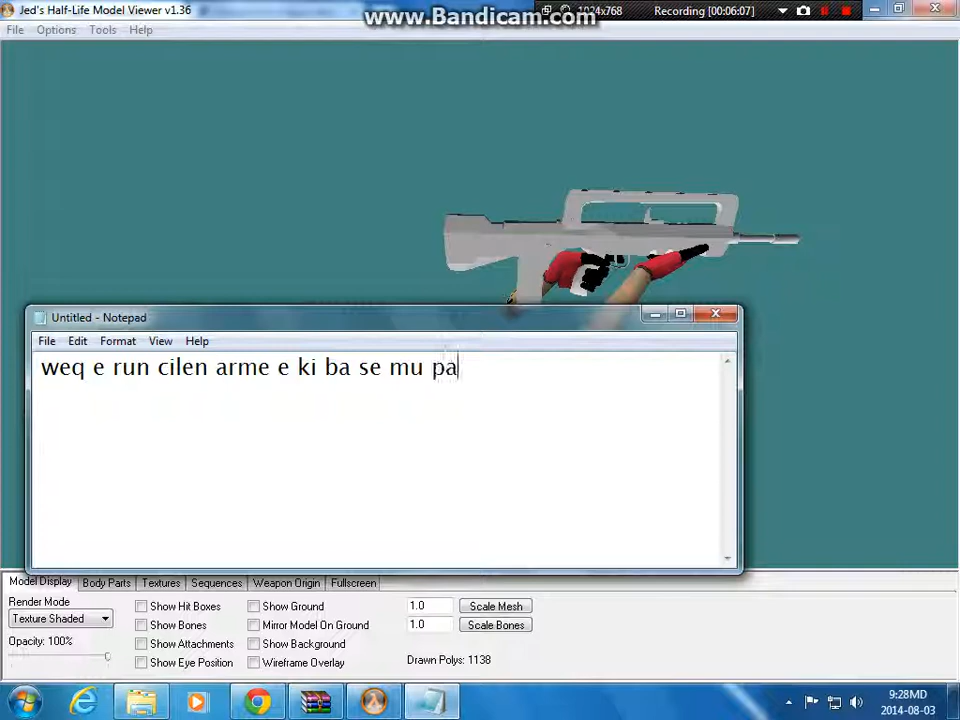 Jed's Half-Life Model Viewer v1.36
www.Bandicam.com
1024x768
Recording [00:06:07]
File Options Tools Help
Untitled - Notepad
File Edit Format View Help
weq e run cilen arme e ki ba se mu pa
Model Display Body Parts Textures Sequences Weapon Origin Fullscreen
Render Mode
Texture Shaded
Opacity: 100%
Show Hit Boxes
Show Bones
Show Attachments
Show Eye Position
Show Ground
Mirror Model On Ground
Show Background
Wireframe Overlay
1.0 Scale Mesh
1.0 Scale Bones
Drawn Polys: 1138
9:28MD
2014-08-03